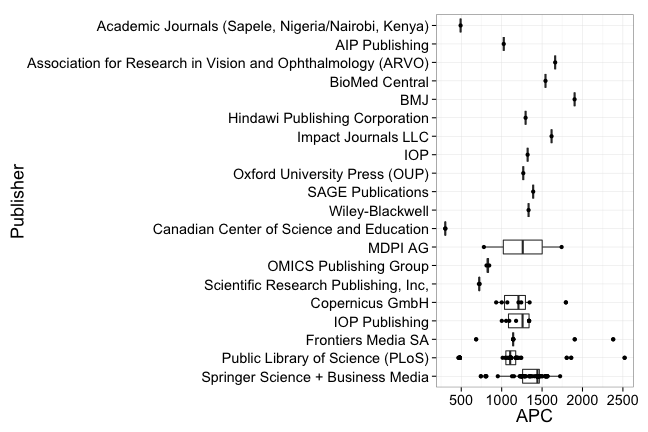 Academic Journals (Sapele, Nigeria/Nairobi, Kenya)
AIP Publishing
Association for Research in Vision and Ophthalmology (ARVO)
BioMed Central
BMJ
Hindawi Publishing Corporation
Impact Journals LLC
IOP
Oxford University Press (OUP)
SAGE Publications
Wiley-Blackwell
Canadian Center of Science and Education
MDPI AG
OMICS Publishing Group
Scientific Research Publishing, Inc,
Copernicus GmbH
IOP Publishing
Frontiers Media SA
Public Library of Science (PLoS)
Springer Science + Business Media
Publisher
500 1000 1500 2000 2500
APC